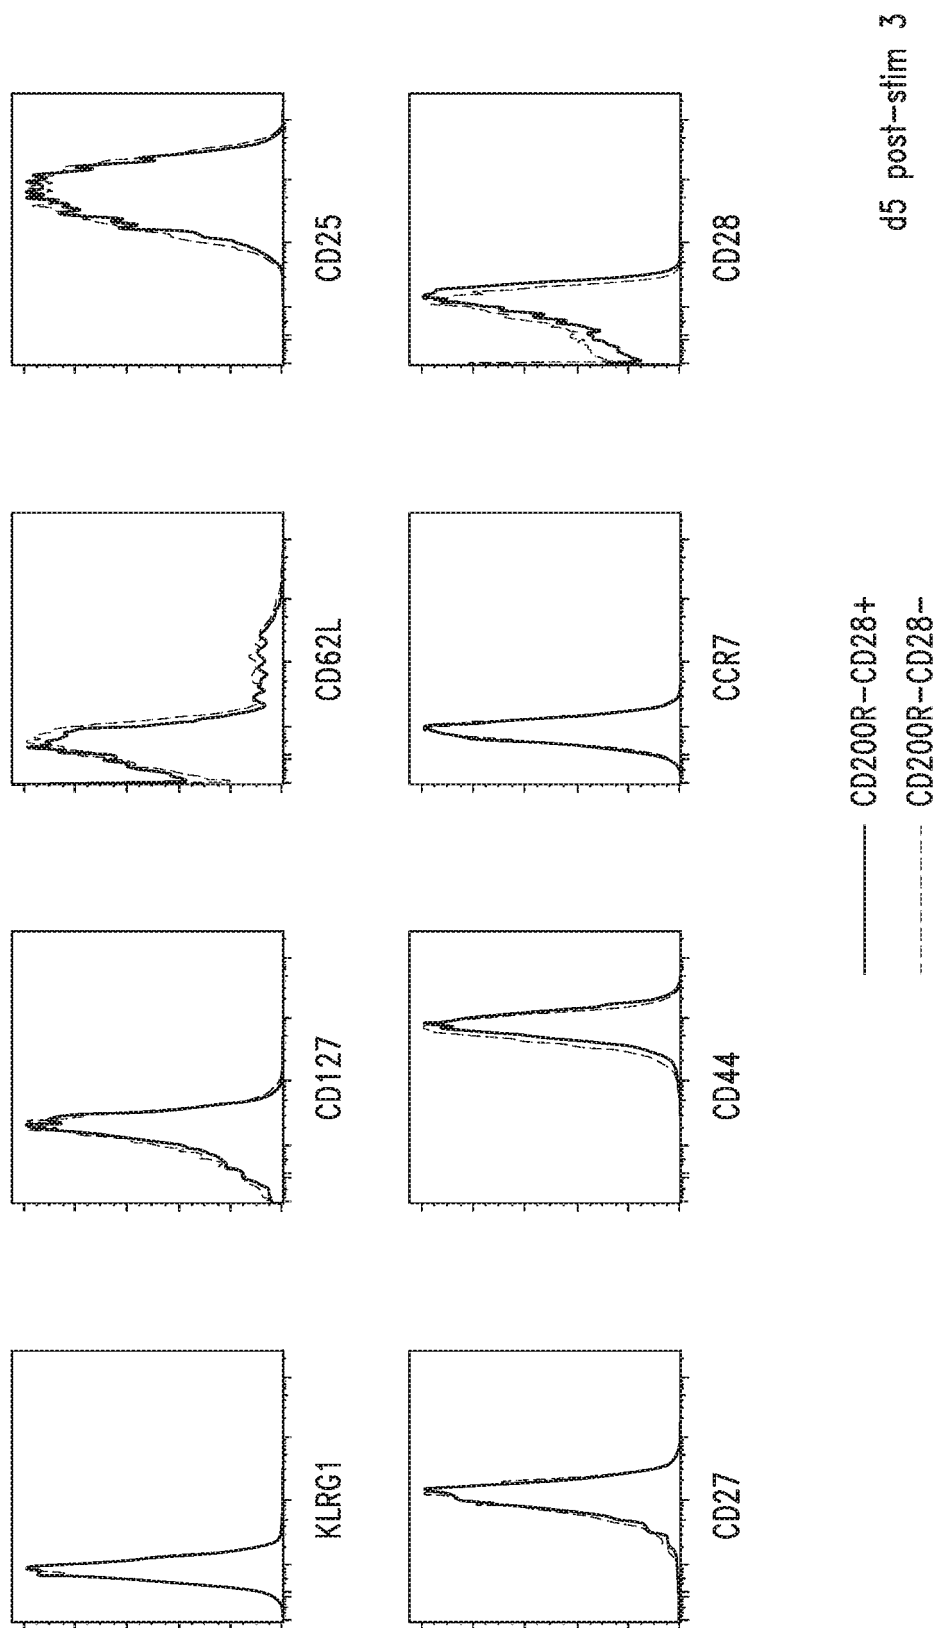 KLRG1
CD127
CD62L
CD25
CD27
CD44
CCR7
CD28
CD200R-CD28+
CD200R-CD28-
d5 post-stim 3